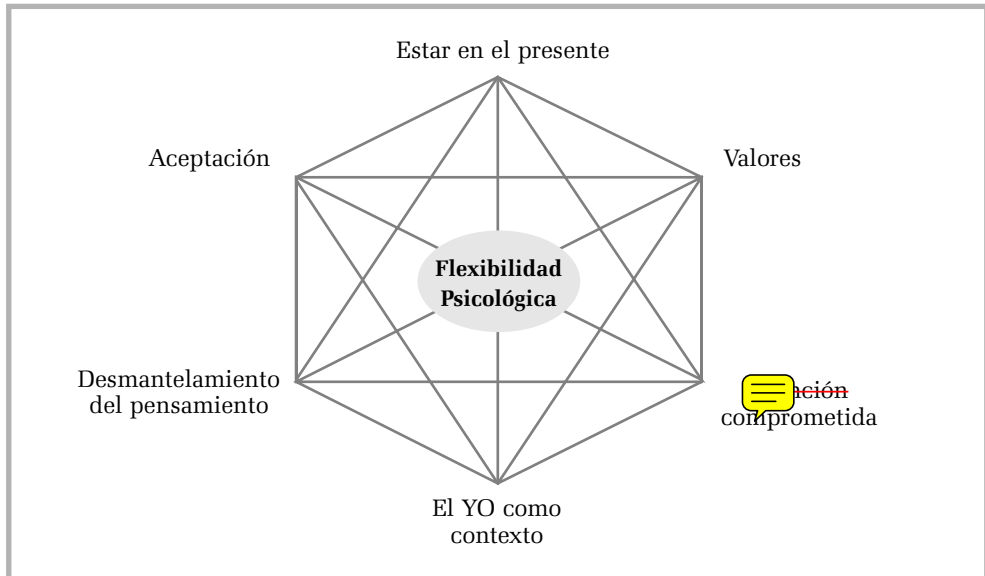 Estar en el presente
Aceptación
Valores
Flexibilidad
Psicológica
Desmantelamiento
del pensamiento
comprometida
El YO como
contexto